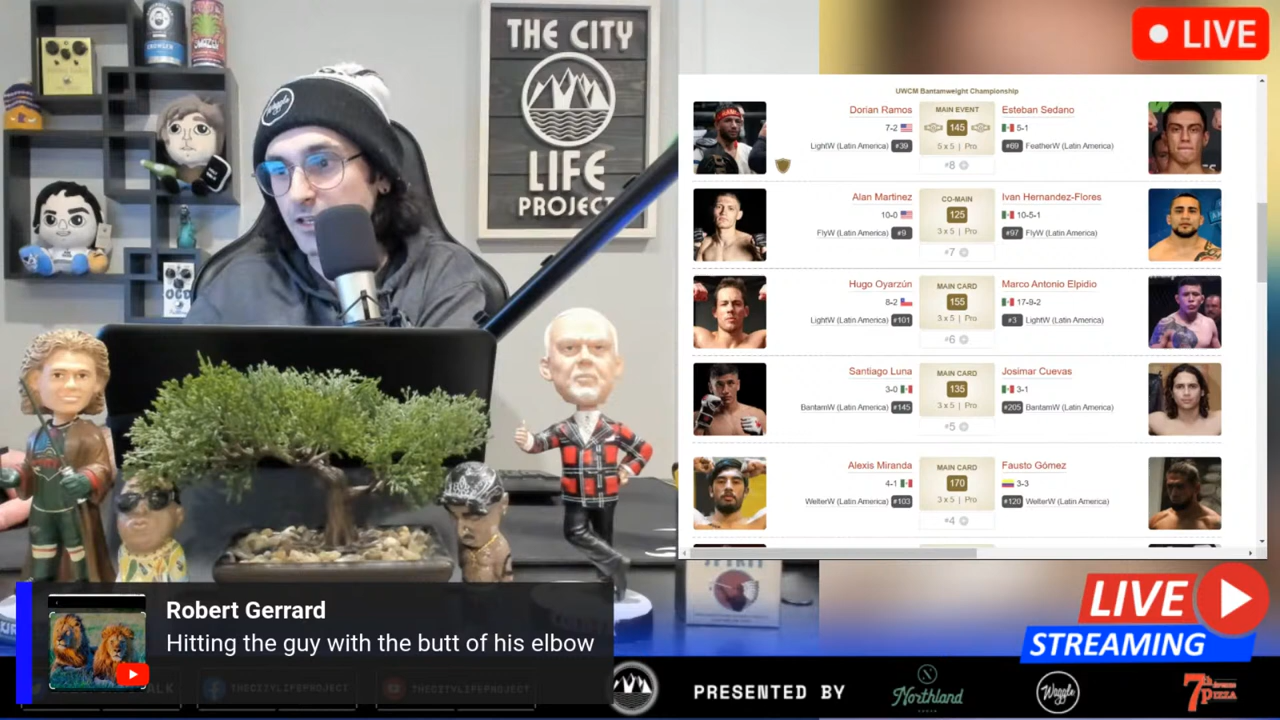 THE CITY
LIFE
PROJECT
LIVE
UWCM Bantamweight Championship
Dorian Ramos
7-2
LightW (Latin America) #39
MAIN EVENT
145
5 x 5 | Pro
#8
Esteban Sedano
5-1
#69 FeatherW (Latin America)
Alan Martinez
10-0
FlyW (Latin America) #9
CO-MAIN
125
3 x 5 | Pro
#7
Ivan Hernandez-Flores
10-5-1
#97 FlyW (Latin America)
Hugo Oyarzún
8-2
LightW (Latin America) #101
MAIN CARD
155
3 x 5 | Pro
#6
Marco Antonio Elpidio
17-9-2
#3 LightW (Latin America)
Santiago Luna
3-0
BantamW (Latin America) #145
MAIN CARD
135
3 x 5 | Pro
#5
Josimar Cuevas
3-1
#205 BantamW (Latin America)
Alexis Miranda
4-1
WelterW (Latin America) #103
MAIN CARD
170
3 x 5 | Pro
#4
Fausto Gómez
3-3
#120 WelterW (Latin America)
Waggle
OCD
Robert Gerrard
Hitting the guy with the butt of his elbow
LIVE
STREAMING
THECITYLIFEPROJECT
THECITYLIFEPROJECT
PRESENTED BY
Northland
Waggle
7th
PIZZA